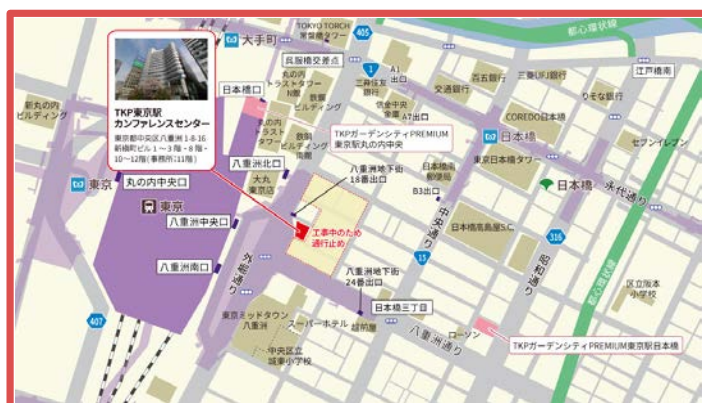 TOKYO TORCH
常盤橋タワー
405
大手町
呉服橋交差点
丸の内
トラストタワー
N館
鉄鋼
ビルディング
1
A1
出口
三井住友
銀行
信金中央
金庫
A7出口
交通銀行
百五銀行
三菱UFJ銀行
りそな銀行
江戸橋南
都心環状線
新丸の内
ビルディング
日本橋口
丸の内
トラスト
タワー
鉄鋼
ビルディング
南館
COREDO日本橋
日本橋
セブンイレブン
TKP東京駅
カンファレンスセンター
東京都中央区八重洲 1-8-16
新槇町ビル 1~3階・8階・
10~12階(事務所:11階)
TKPガーデンシティPREMIUM
東京駅丸の内中央
東京
丸の内中央口
東京
八重洲北口
大丸
東京店
八重洲地下街
18番出口
日本橋南
郵便局
B3出口
東京日本橋タワー
日本橋
永代通り
八重洲中央口
工事中のため
通行止め
中央通り
日本橋高島屋S.C.
316
昭和通り
八重洲南口
外堀通り
15
八重洲地下街
24番出口
日本橋三丁目
407
東京ミッドタウン
八重洲
スーパーホテル
越前屋
八重洲通り
ローソン
中央区立
城東小学校
区立阪本
小学校
都心環状線
TKPガーデンシティPREMIUM東京駅日本橋